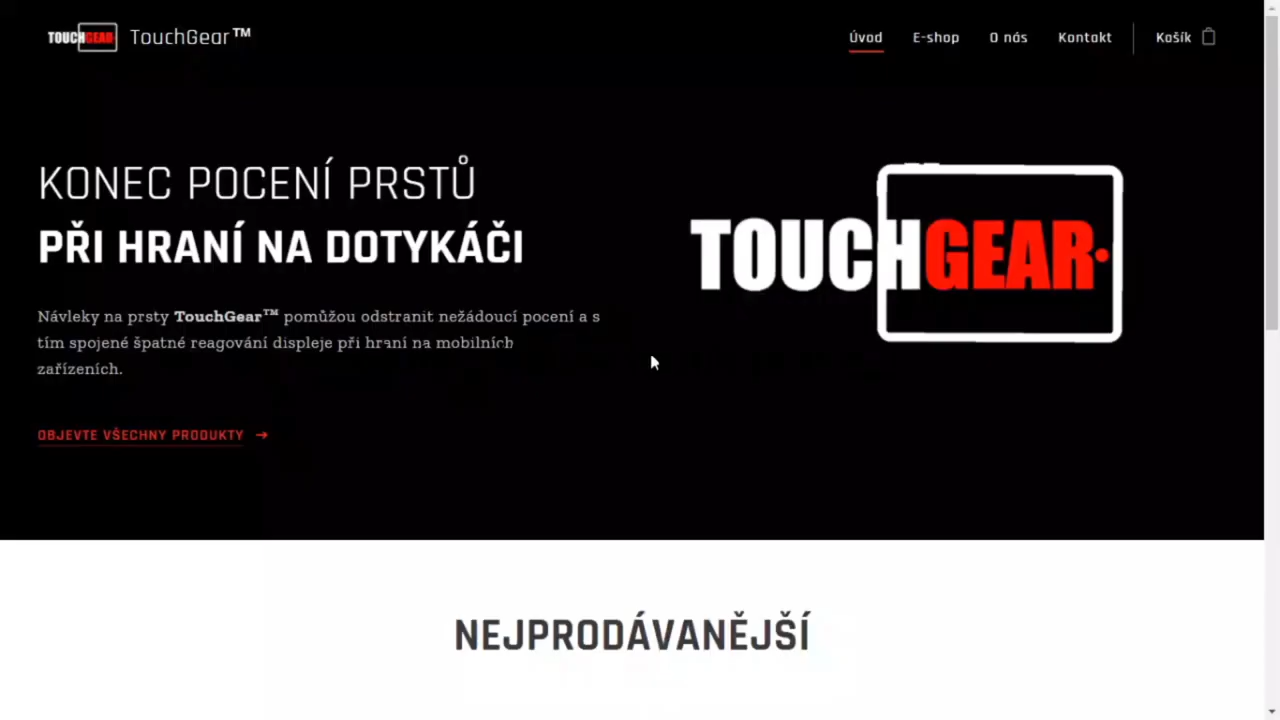 TOUCHGEAR TouchGear™
Úvod E-shop O nás Kontakt Košík
KONEC POCENÍ PRSTŮ
PŘI HRANÍ NA DOTYKÁČI
Návleky na prsty TouchGear™ pomůžou odstranit nežádoucí pocení a s
tím spojené špatné reagování displeje při hraní na mobilních
zařízeních.
OBJEVTE VŠECHNY PRODUKTY →
TOUCHGEAR
NEJPRODÁVANĚJŠÍ